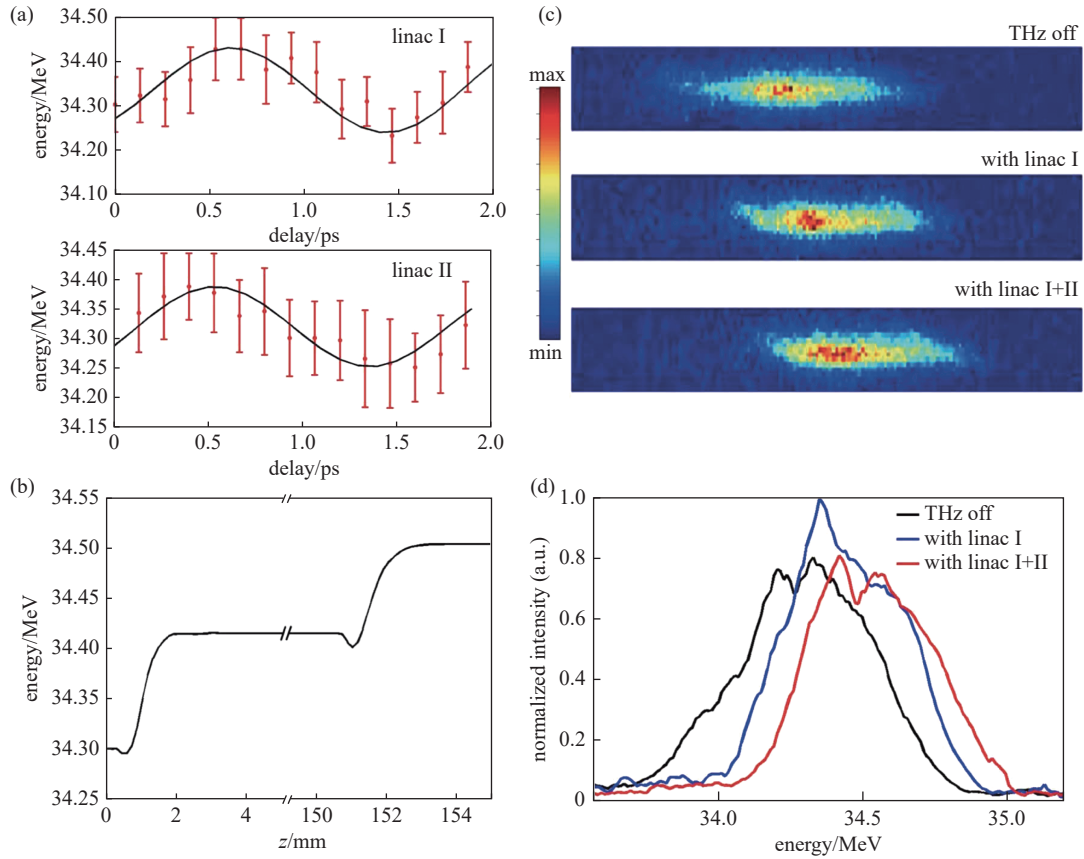 (a)
34.50
34.40
34.30
34.20
34.10
energy/MeV
linac I
0
0.5
1.0
1.5
2.0
delay/ps
34.45
34.40
34.35
34.30
34.25
34.20
34.15
energy/MeV
linac II
0
0.5
1.0
1.5
2.0
delay/ps
(c)
max
min
THz off
with linac I
with linac I+II
(b)
34.55
34.50
34.45
34.40
34.35
34.30
34.25
energy/MeV
0
2
4
150
152
154
z/mm
(d)
1.0
0.8
0.6
0.4
0.2
0
normalized intensity (a.u.)
THz off
with linac I
with linac I+II
34.0
34.5
35.0
energy/MeV